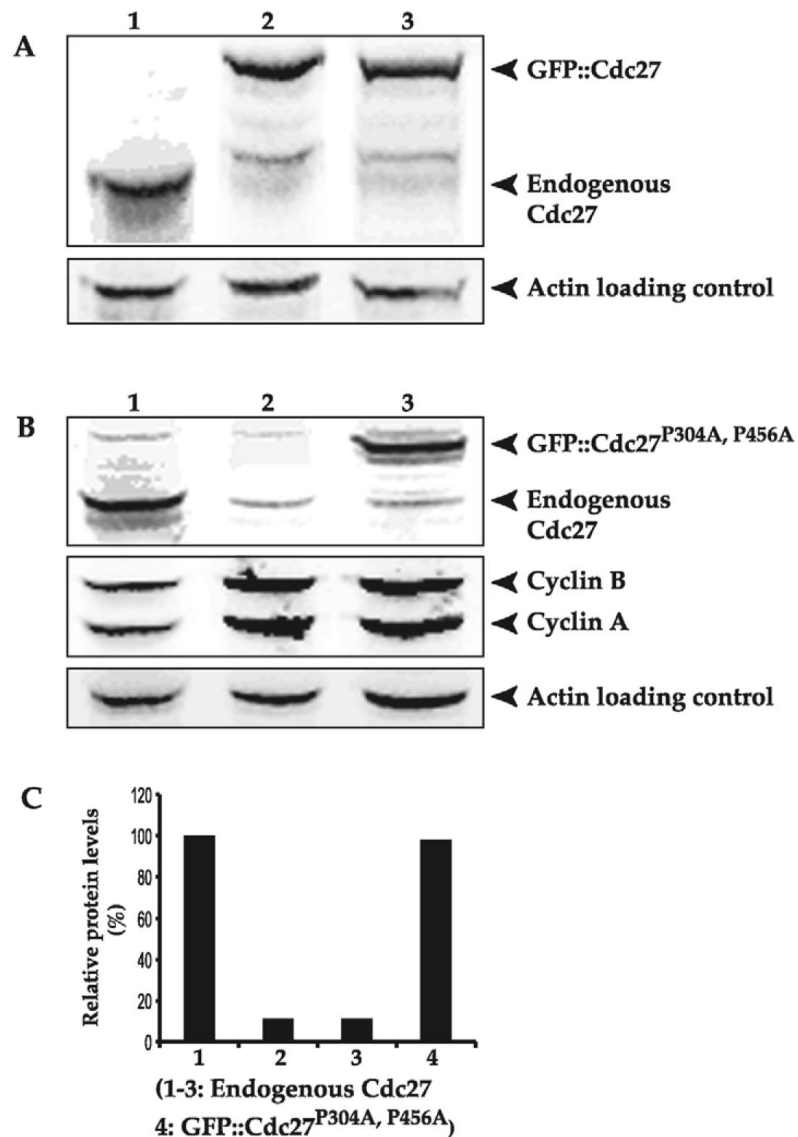 A
1 2 3
GFP::Cdc27
Endogenous
Cdc27
Actin loading control
B
1 2 3
GFP::Cdc27P304A, P456A
Endogenous
Cdc27
Cyclin B
Cyclin A
Actin loading control
C
Relative protein levels
(%)
120
100
80
60
40
20
0
1 2 3 4
(1-3: Endogenous Cdc27
4: GFP::Cdc27P304A, P456A)